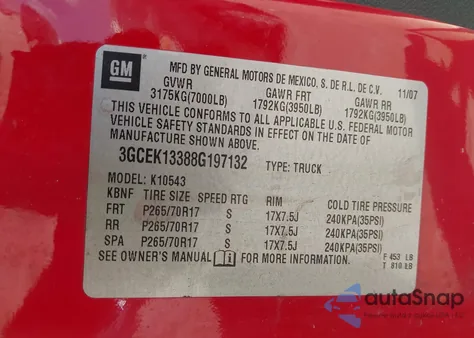 GM
MFD BY GENERAL MOTORS DE MEXICO, S. DE R.L. DE C.V. 11/07
GVWR GAWR FRT GAWR RR
3175KG(7000LB) 1792KG(3950LB) 1792KG(3950LB)
THIS VEHICLE CONFORMS TO ALL APPLICABLE U.S. FEDERAL MOTOR
VEHICLE SAFETY STANDARDS IN EFFECT ON THE DATE OF
MANUFACTURE SHOWN ABOVE.
3GCEK13388G197132 TYPE: TRUCK
MODEL: K10543
KBNF TIRE SIZE SPEED RTG RIM COLD TIRE PRESSURE
FRT P265/70R17 S 17X7.5J 240KPA(35PSI)
RR P265/70R17 S 17X7.5J 240KPA(35PSI)
SPA P265/70R17 S 17X7.5J 240KPA(35PSI)
SEE OWNER'S MANUAL i FOR MORE INFORMATION.
F 453 LB
T 810 LB
autoSnap